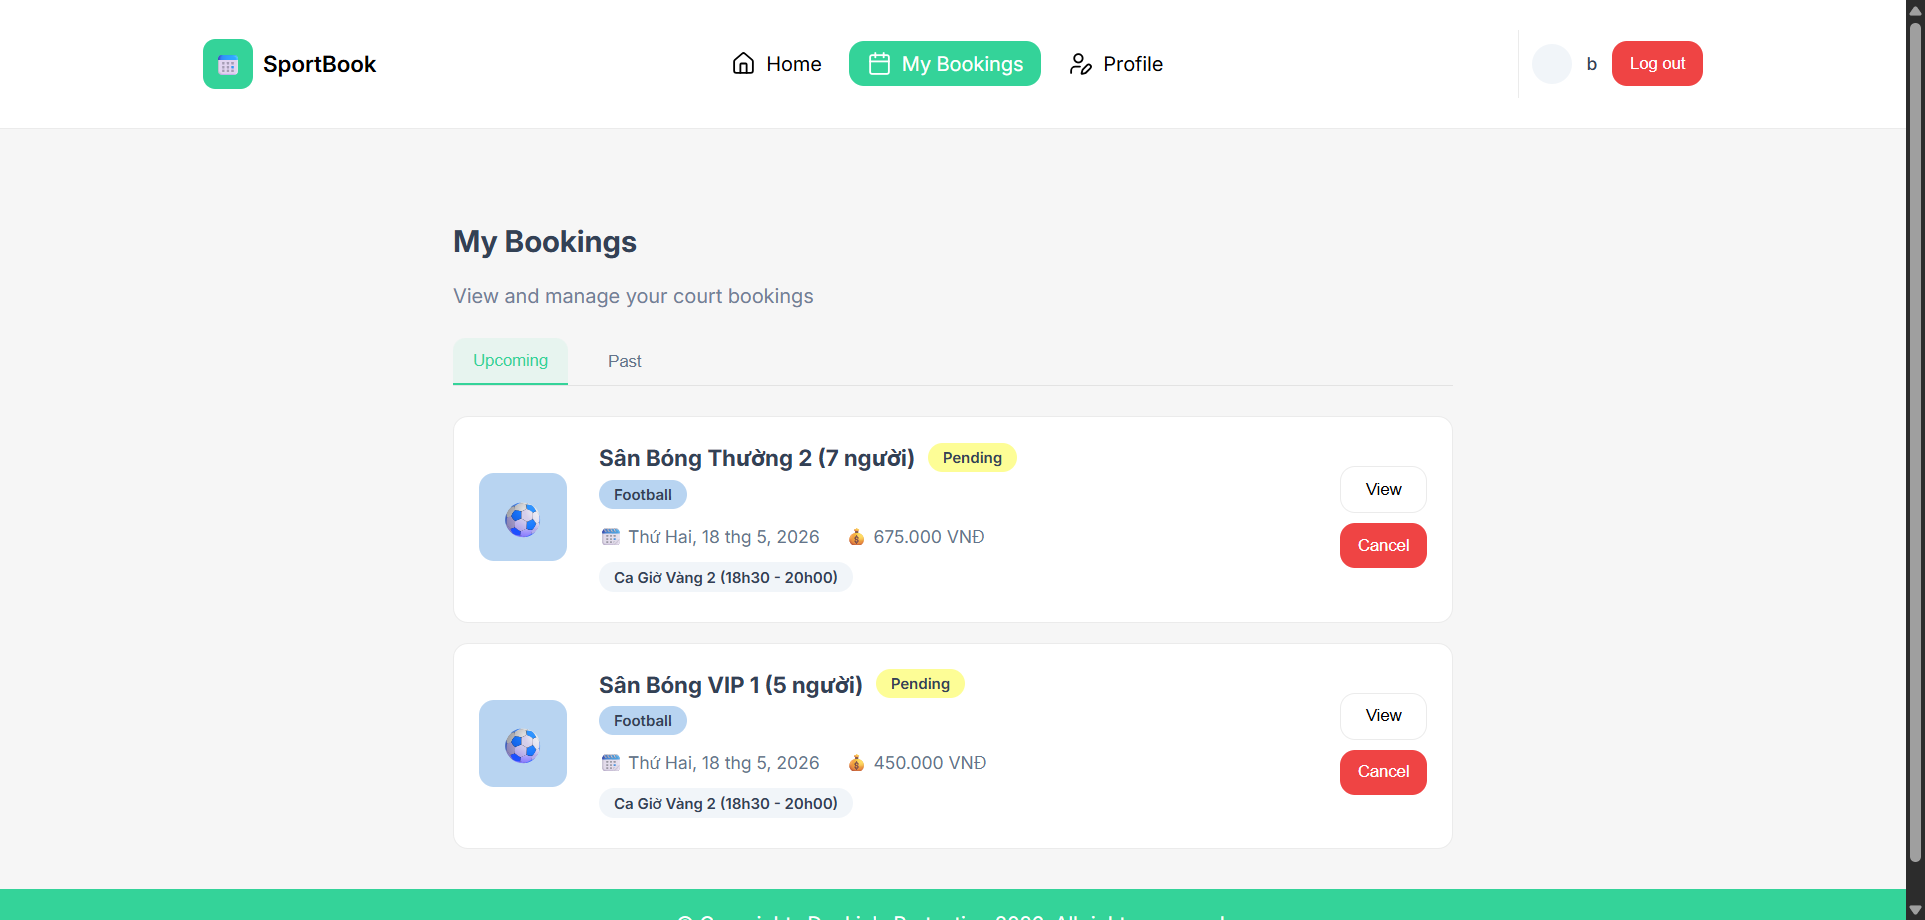 SportBook
Home
My Bookings
Profile
b
Log out
My Bookings
View and manage your court bookings
Upcoming
Past
Sân Bóng Thường 2 (7 người)
Pending
Football
Thứ Hai, 18 thg 5, 2026
675.000 VNĐ
Ca Giờ Vàng 2 (18h30 - 20h00)
View
Cancel
Sân Bóng VIP 1 (5 người)
Pending
Football
Thứ Hai, 18 thg 5, 2026
450.000 VNĐ
Ca Giờ Vàng 2 (18h30 - 20h00)
View
Cancel